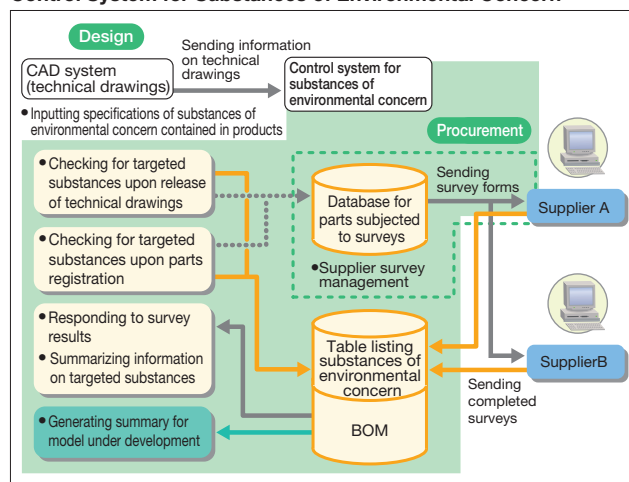 Control System for Substances of Environmental Concern
Design
CAD system
(technical drawings)
Sending information
on technical
drawings
Control system for
substances of
environmental concern
● Inputting specifications of substances of
environmental concern contained in products
Procurement
● Checking for targeted
substances upon release
of technical drawings
● Checking for targeted
substances upon parts
registration
Database for
parts subjected
to surveys
Sending
survey forms
Supplier A
●Supplier survey
management
● Responding to survey
results
● Summarizing information
on targeted substances
Table listing
substances of
environmental
concern
BOM
SupplierB
Sending
completed
surveys
● Generating summary for
model under development